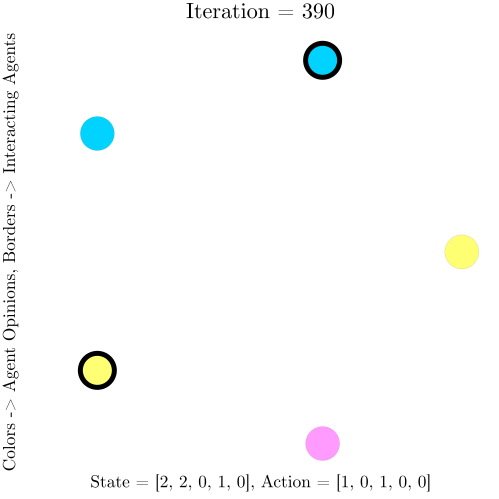 Iteration = 390
Colors -> Agent Opinions, Borders -> Interacting Agents
State = [2, 2, 0, 1, 0], Action = [1, 0, 1, 0, 0]